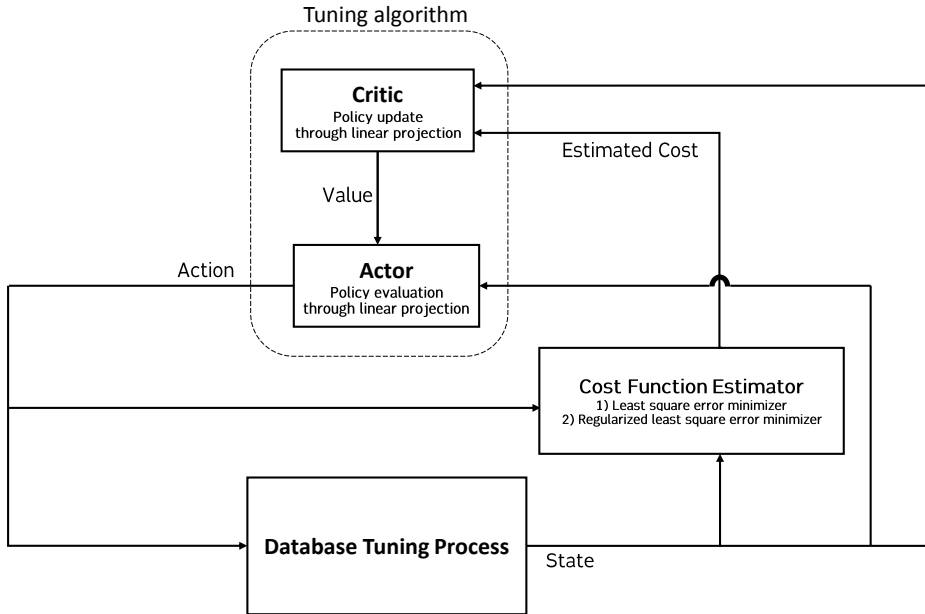 Tuning algorithm
Critic
Policy update
through linear projection
Estimated Cost
Value
Action
Actor
Policy evaluation
through linear projection
Cost Function Estimator
1) Least square error minimizer
2) Regularized least square error minimizer
Database Tuning Process
State